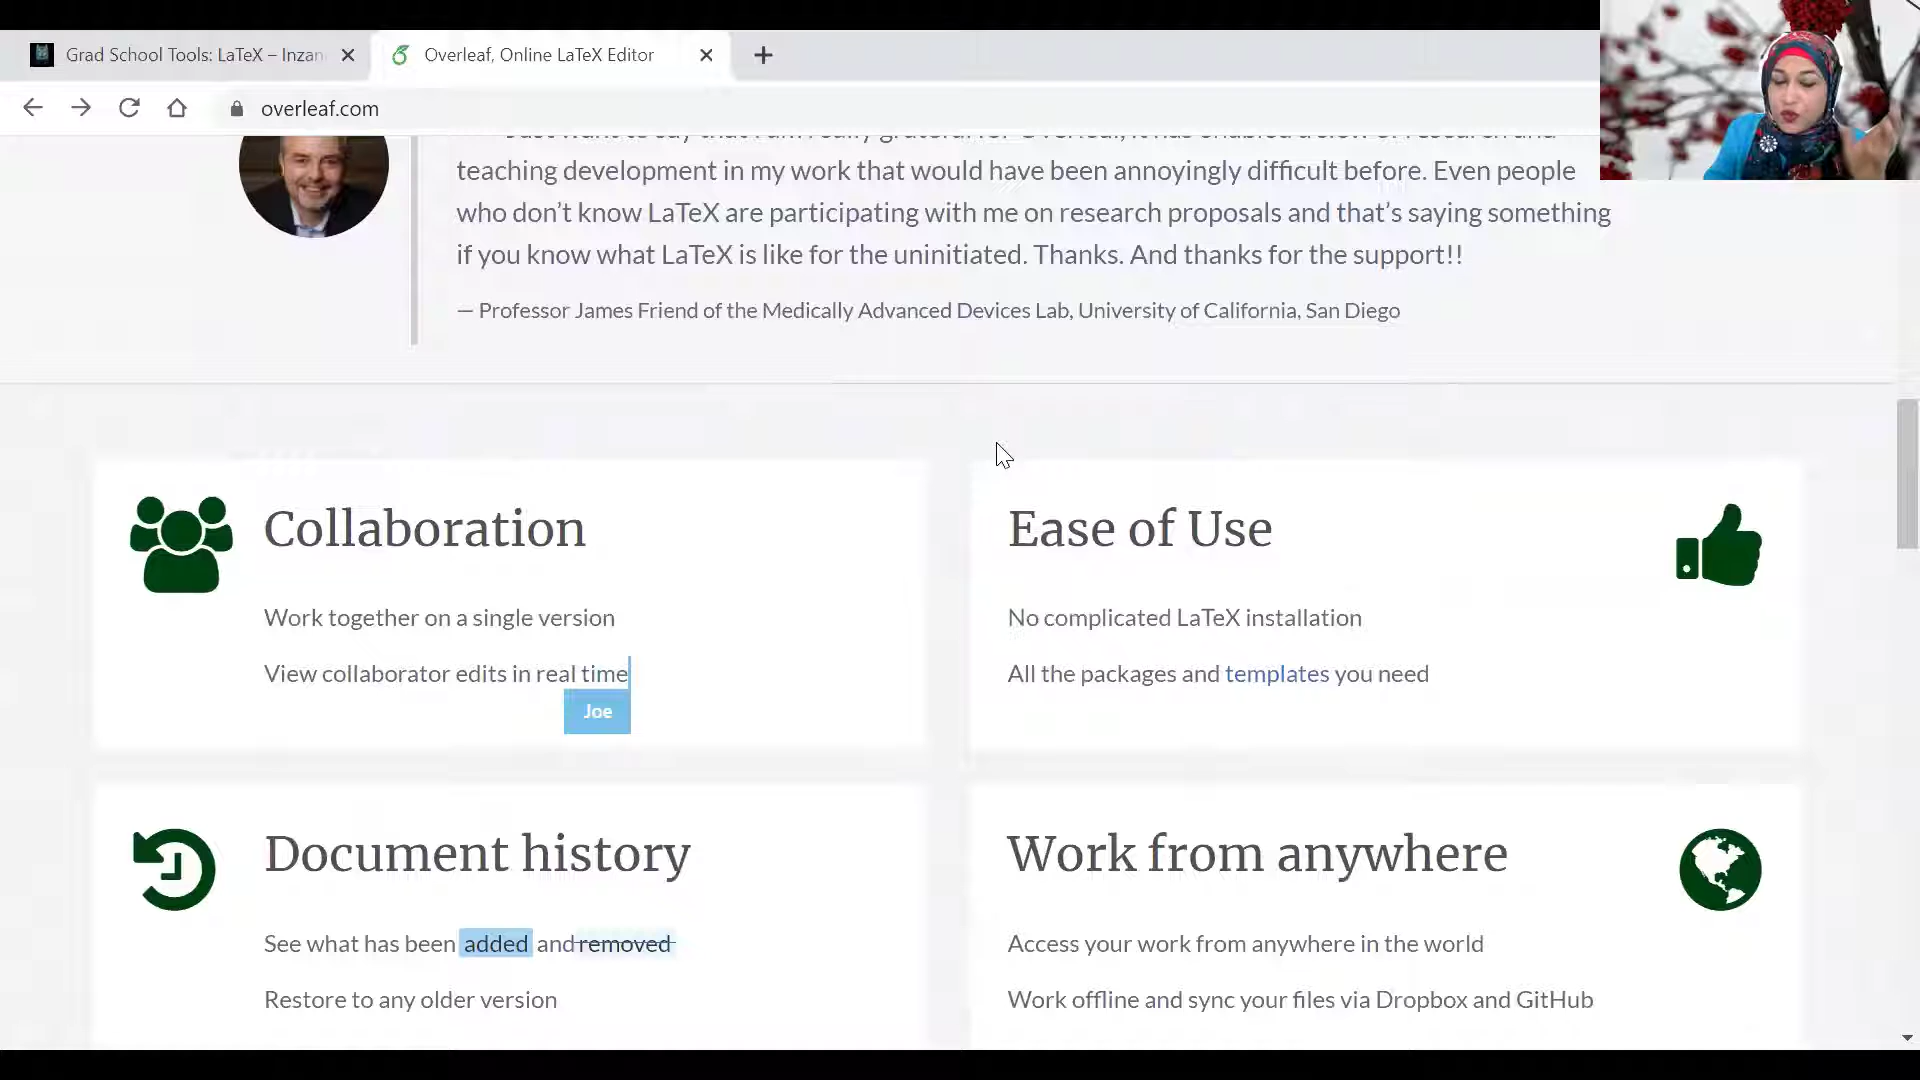 Grad School Tools: LaTeX – Inzan
Overleaf, Online LaTeX Editor
overleaf.com
teaching development in my work that would have been annoyingly difficult before. Even people
who don’t know LaTeX are participating with me on research proposals and that’s saying something
if you know what LaTeX is like for the uninitiated. Thanks. And thanks for the support!!
— Professor James Friend of the Medically Advanced Devices Lab, University of California, San Diego
Collaboration
Work together on a single version
View collaborator edits in real time
Joe
Ease of Use
No complicated LaTeX installation
All the packages and templates you need
Document history
See what has been added and removed
Restore to any older version
Work from anywhere
Access your work from anywhere in the world
Work offline and sync your files via Dropbox and GitHub